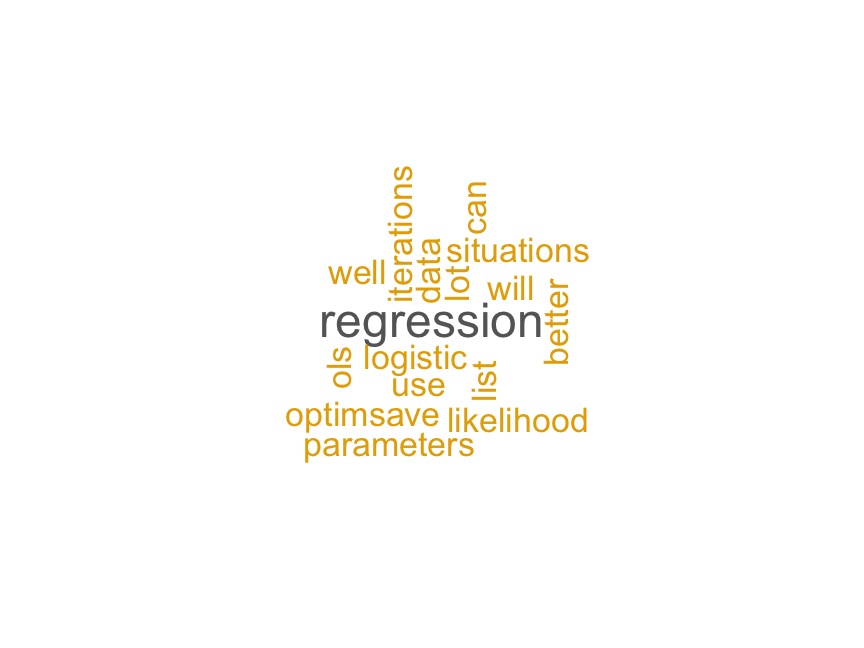 iterations
can
data
situations
well
lot
will
regression
better
ols
logistic
list
use
optimsave
likelihood
parameters